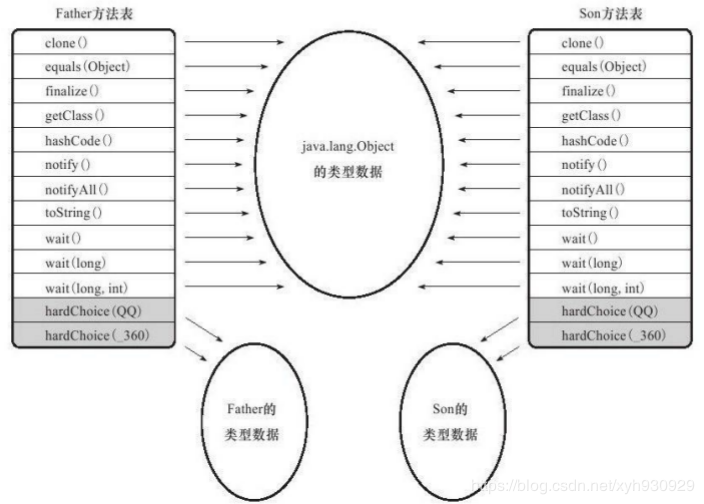 Father方法表
clone()
equals(Object)
finalize()
getClass()
hashCode()
notify()
notifyAll()
toString()
wait()
wait(long)
wait(long, int)
hardChoice(QQ)
hardChoice(_360)
java.lang.Object
的类型数据
Father的
类型数据
Son方法表
clone()
equals(Object)
finalize()
getClass()
hashCode()
notify()
notifyAll()
toString()
wait()
wait(long)
wait(long, int)
hardChoice(QQ)
hardChoice(_360)
Son的
类型数据
https://blog.csdn.net/xyh930929